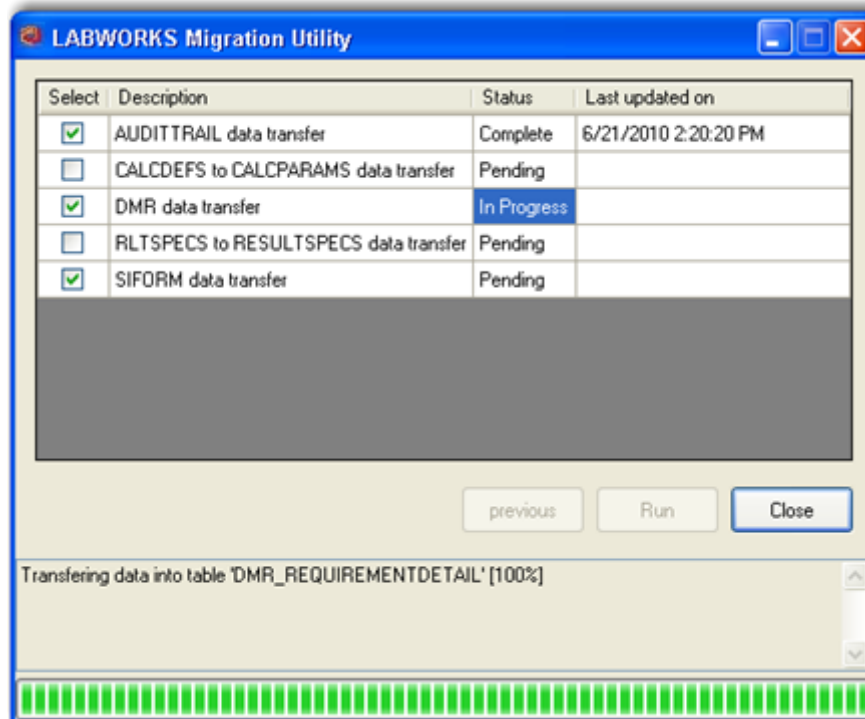 LABWORKS Migration Utility
Select Description Status Last updated on
AUDITTRAIL data transfer Complete 6/21/2010 2:20:20 PM
CALCDEFS to CALCPARAMS data transfer Pending
DMR data transfer In Progress
RLTSPECS to RESULTSPECS data transfer Pending
SIFORM data transfer Pending
previous Run Close
Transfering data into table 'DMR_REQUIREMENTDETAIL' [100%]